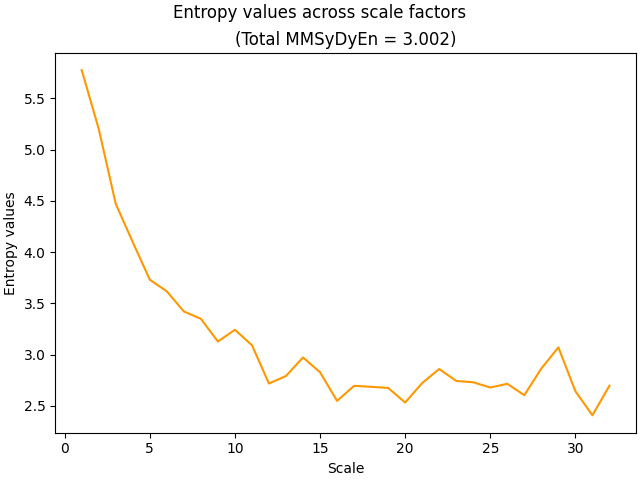 Entropy values across scale factors
(Total MMSyDyEn = 3.002)
Entropy values
5.5
5.0
4.5
4.0
3.5
3.0
2.5
0 5 10 15 20 25 30
Scale